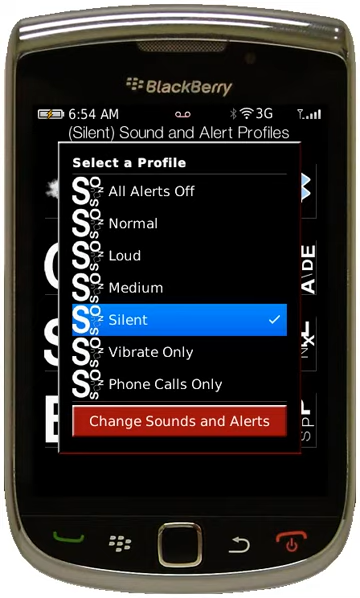 BlackBerry
6:54 AM 3G
(Silent) Sound and Alert Profiles
Select a Profile
All Alerts Off
Normal
Loud
Medium
Silent
Vibrate Only
Phone Calls Only
Change Sounds and Alerts